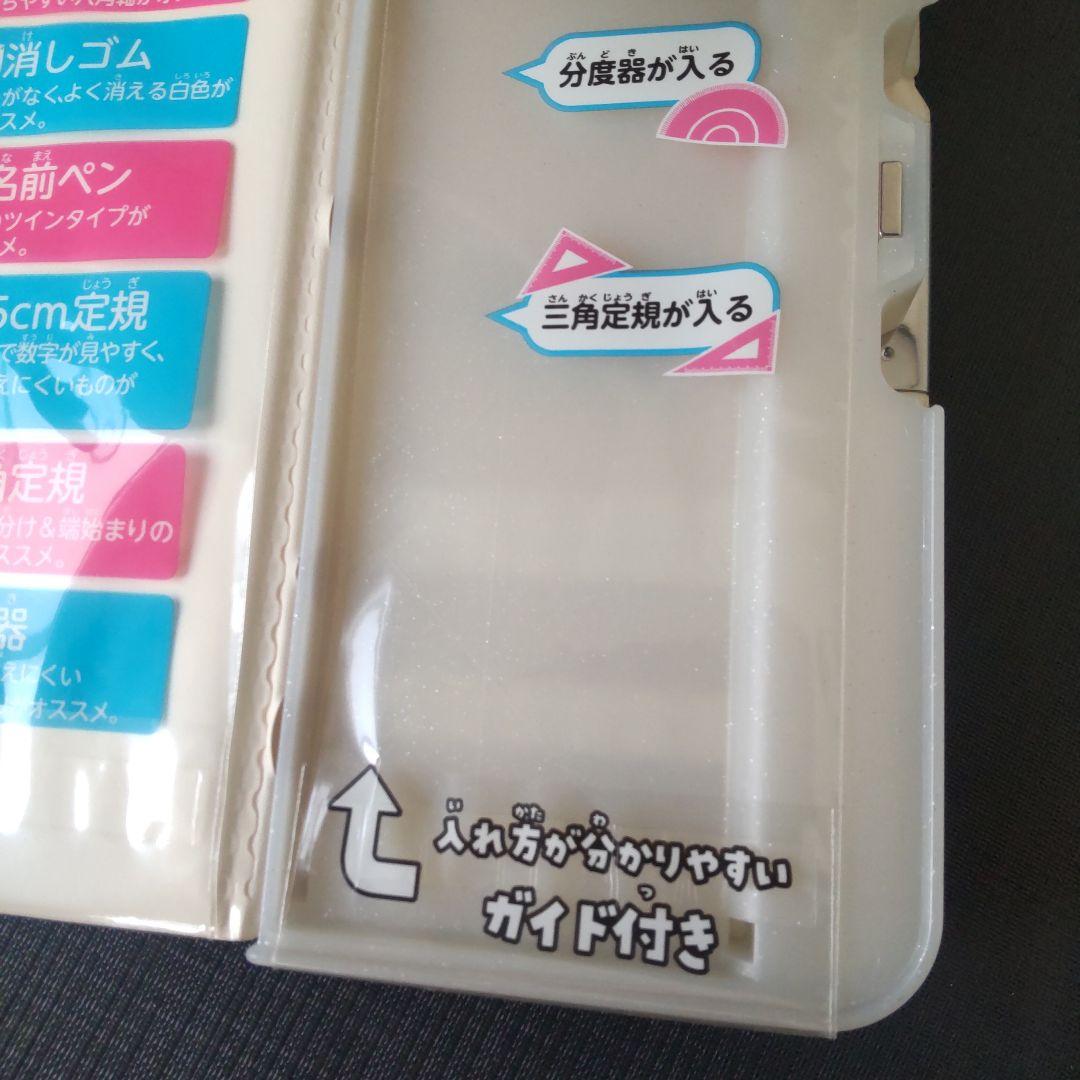 消しゴム
がなく、よく消える白色が
スメ。
名前ペン
のツインタイプが
メ。
5cm定規
で数字が見やすく、
えにくいものが
角定規
分け&端始まりの
ススメ。
器
えにくい
オススメ。
分度器が入る
三角定規が入る
入れ方が分かりやすい
ガイド付き